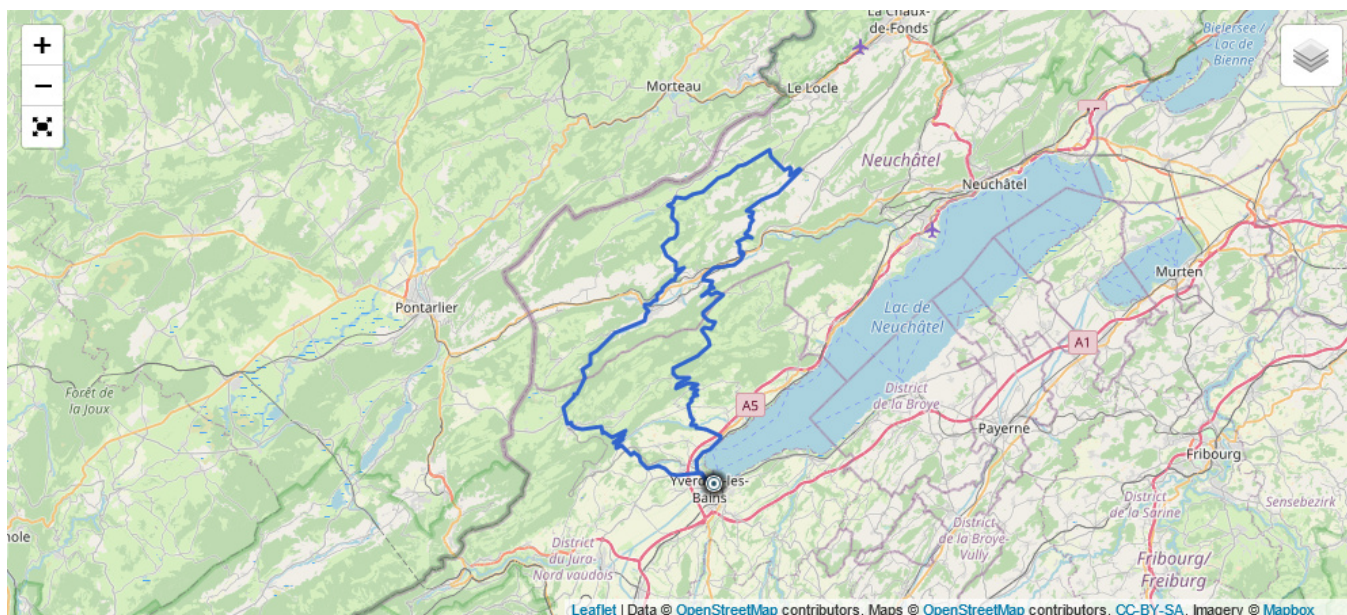 La Chaux-
de-Fonds
Bielersee /
Lac de
Bienne
+
−
Morteau
Le Locle
Neuchâtel
Neuchâtel
Murten
Pontarlier
Lac de
Neuchâtel
A1
Forêt de
la Joux
District
de la Broye
A5
Payerne
Fribourg
Yverdon-les-
Bains
District
de la Sarine
Sensebezirk
nole
District
du Jura-
Nord vaudois
District
de la Broye-
Vully
Fribourg/
Freiburg
Leaflet | Data © OpenStreetMap contributors, Maps © OpenStreetMap contributors, CC-BY-SA, Imagery © Mapbox